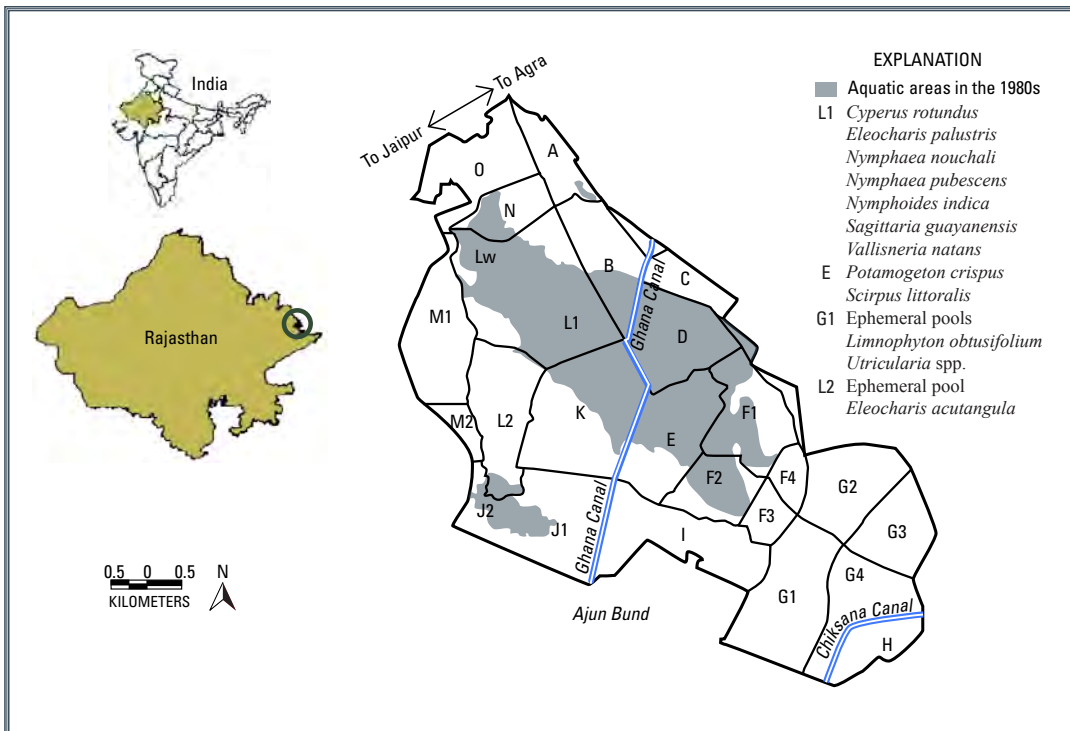 India
Rajasthan
0.5 0 0.5
KILOMETERS
N
To Jaipur
To Agra
O
A
N
Lw
B
C
Ghana Canal
M1
L1
D
M2
L2
K
E
F1
F2
F4
F3
G2
G3
J2
J1
Ghana Canal
I
G1
G4
Chiksana Canal
H
Ajun Bund
EXPLANATION
Aquatic areas in the 1980s
L1 Cyperus rotundus
Eleocharis palustris
Nymphaea nouchali
Nymphaea pubescens
Nymphoides indica
Sagittaria guayanensis
Vallisneria natans
E Potamogeton crispus
Scirpus littoralis
G1 Ephemeral pools
Limnophyton obtusifolium
Utricularia spp.
L2 Ephemeral pool
Eleocharis acutangula